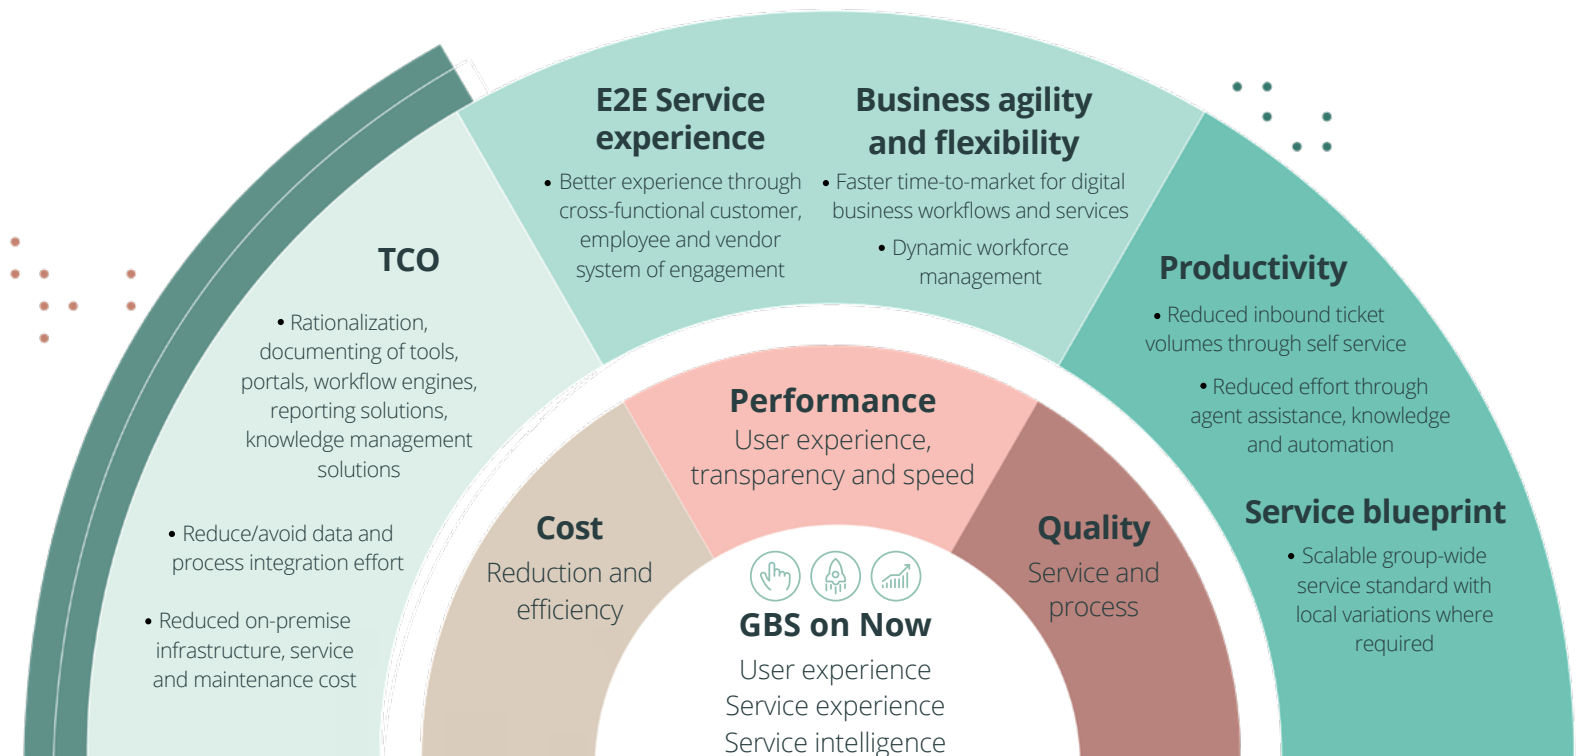 E2E Service
experience
• Better experience through
cross-functional customer,
employee and vendor
system of engagement
Business agility
and flexibility
• Faster time-to-market for digital
business workflows and services
• Dynamic workforce
management
TCO
• Rationalization,
documenting of tools,
portals, workflow engines,
reporting solutions,
knowledge management
solutions
• Reduce/avoid data and
process integration effort
• Reduced on-premise
infrastructure, service
and maintenance cost
Productivity
• Reduced inbound ticket
volumes through self service
• Reduced effort through
agent assistance, knowledge
and automation
Service blueprint
• Scalable group-wide
service standard with
local variations where
required
Performance
User experience,
transparency and speed
Cost
Reduction and
efficiency
Quality
Service and
process
GBS on Now
User experience
Service experience
Service intelligence